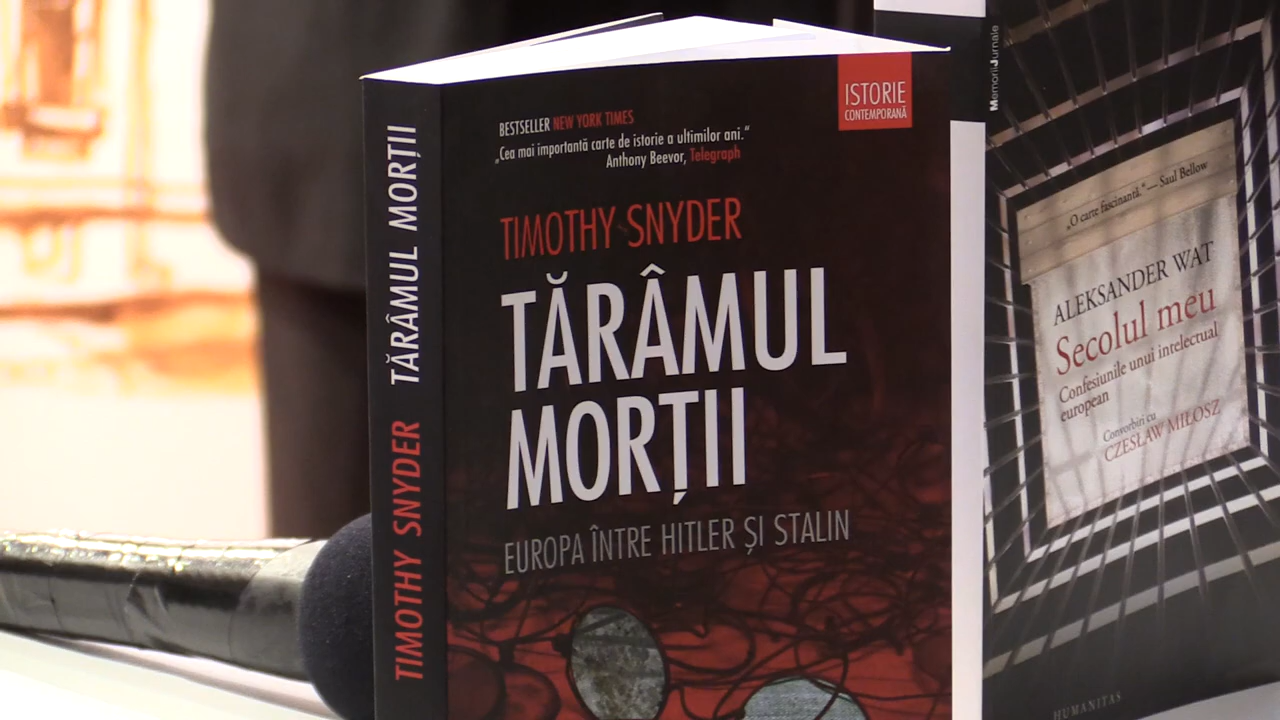 TIMOTHY SNYDER TĂRÂMUL MORȚII
ISTORIE
CONTEMPORANĂ
BESTSELLER NEW YORK TIMES
„Cea mai importantă carte de istorie a ultimilor ani.“
Anthony Beevor, Telegraph
TIMOTHY SNYDER
TĂRÂMUL
MORȚII
EUROPA ÎNTRE HITLER ȘI STALIN
MemoriiJurnale
„O carte fascinantă.“ — Saul Bellow
ALEKSANDER WAT
Secolul meu
Confesiunile unui intelectual
european
Convorbiri cu
CZESŁAW MIŁOSZ
HUMANITAS